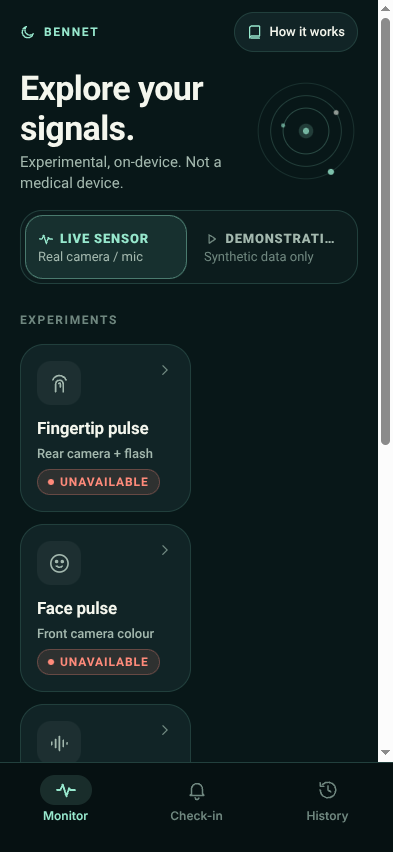 BENNET
How it works
Explore your
signals.
Experimental, on-device. Not a
medical device.
LIVE SENSOR
Real camera / mic
DEMONSTRATI...
Synthetic data only
EXPERIMENTS
Fingertip pulse
Rear camera + flash
UNAVAILABLE
Face pulse
Front camera colour
UNAVAILABLE
Monitor
Check-in
History